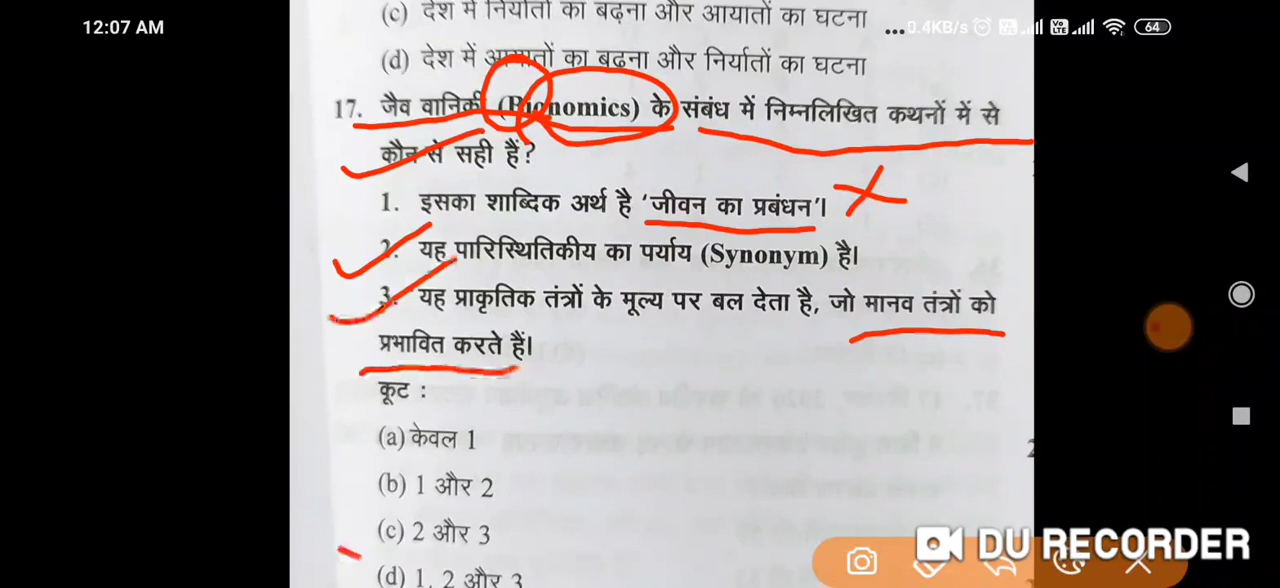 12:07 AM
...0.4KB/s
64
(c) देश में निर्यातों का बढ़ना और आयातों का घटना
(d) देश में आयातों का बढ़ना और निर्यातों का घटना
17. जैव वानिकी (Bionomics) के संबंध में निम्नलिखित कथनों में से
कौन से सही हैं?
1. इसका शाब्दिक अर्थ है 'जीवन का प्रबंधन'।
2. यह पारिस्थितिकीय का पर्याय (Synonym) है।
3. यह प्राकृतिक तंत्रों के मूल्य पर बल देता है, जो मानव तंत्रों को
प्रभावित करते हैं।
कूट :
(a) केवल 1
(b) 1 और 2
(c) 2 और 3
(d) 1, 2 और 3
DU RECORDER